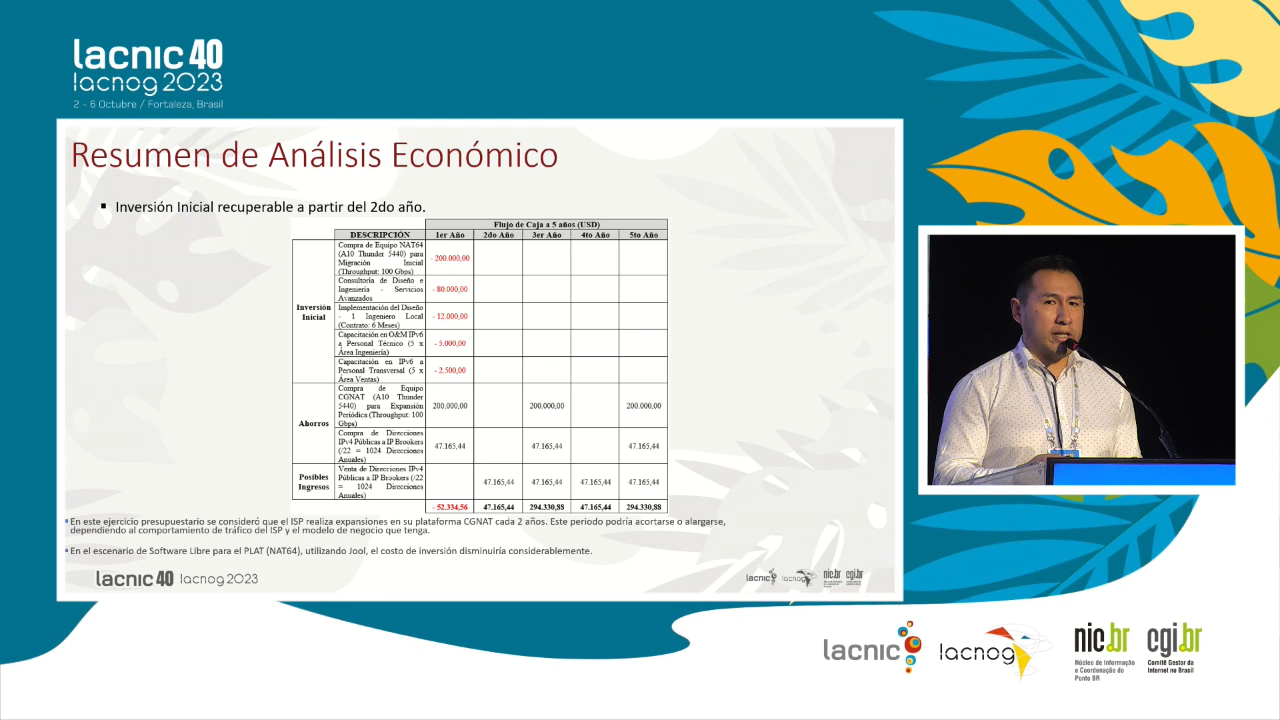 lacnic 40
lacnog 2023
2 - 6 Octubre / Fortaleza, Brasil
Resumen de Análisis Económico
▪ Inversión Inicial recuperable a partir del 2do año.
Flujo de Caja a 5 años (USD)
DESCRIPCIÓN 1er Año 2do Año 3er Año 4to Año 5to Año
Inversión
Inicial
Compra de Equipo NAT64
(A10 Thunder 5440) para
Migración Inicial
(Throughput: 100 Gbps)
- 200.000,00
Consultoría de Diseño e
Ingeniería - Servicios
Avanzados
- 80.000,00
Implementación del Diseño
- 1 Ingeniero Local
(Contrato: 6 Meses)
- 12.000,00
Capacitación en O&M IPv6
a Personal Técnico (5 x
Área Ingeniería)
- 5.000,00
Capacitación en IPv6 a
Personal Transversal (5 x
Área Ventas)
- 2.500,00
Ahorros
Compra de Equipo
CGNAT (A10 Thunder
5440) para Expansión
Periódica (Throughput: 100
Gbps)
200.000,00 200.000,00 200.000,00
Compra de Direcciones
IPv4 Públicas a IP Brookers
(/22 = 1024 Direcciones
Anuales)
47.165,44 47.165,44 47.165,44
Posibles
Ingresos
Venta de Direcciones IPv4
Públicas a IP Brookers (/22
= 1024 Direcciones
Anuales)
47.165,44 47.165,44 47.165,44 47.165,44
- 52.334,56 47.165,44 294.330,88 47.165,44 294.330,88
▪ En este ejercicio presupuestario se consideró que el ISP realiza expansiones en su plataforma CGNAT cada 2 años. Este periodo podría acortarse o alargarse,
dependiendo al comportamiento de tráfico del ISP y el modelo de negocio que tenga.
▪ En el escenario de Software Libre para el PLAT (NAT64), utilizando Jool, el costo de inversión disminuiría considerablemente.
lacnic 40 lacnog 2023
lacnic lacnog nic.br cgi.br
lacnic lacnog nic.br cgi.br
Núcleo de Informação
e Coordenação do
Ponto BR
Comitê Gestor da
Internet no Brasil